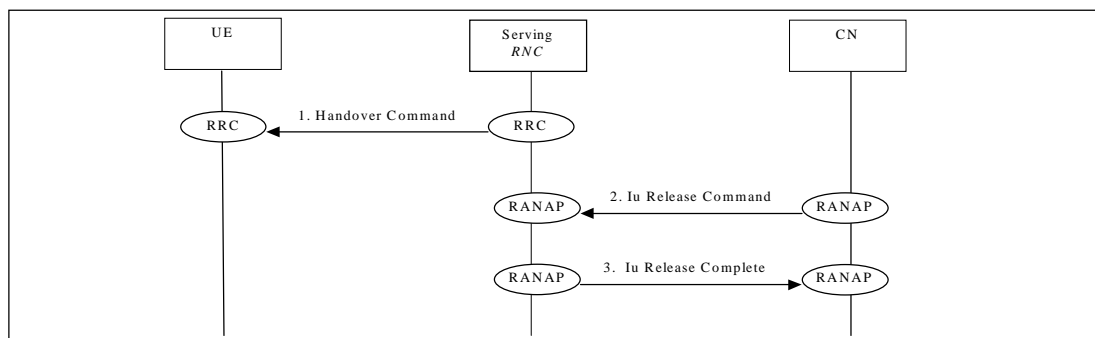 UE
Serving
RNC
CN
1. Handover Command
RRC
RRC
2. Iu Release Command
RANAP
RANAP
3. Iu Release Complete
RANAP
RANAP